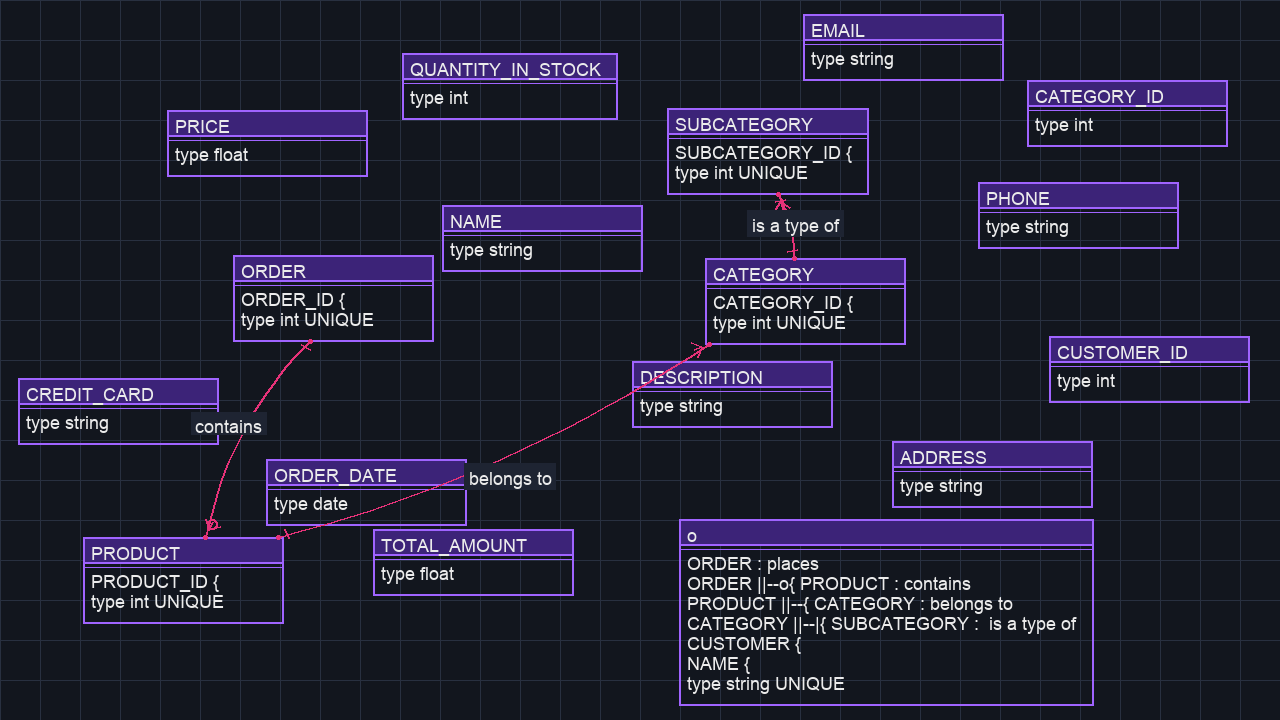 EMAIL
type string
QUANTITY_IN_STOCK
type int
CATEGORY_ID
type int
PRICE
type float
SUBCATEGORY
SUBCATEGORY_ID {
type int UNIQUE
PHONE
type string
NAME
type string
is a type of
ORDER
ORDER_ID {
type int UNIQUE
CATEGORY
CATEGORY_ID {
type int UNIQUE
CUSTOMER_ID
type int
DESCRIPTION
type string
CREDIT_CARD
type string
contains
ORDER_DATE
type date
belongs to
ADDRESS
type string
PRODUCT
PRODUCT_ID {
type int UNIQUE
TOTAL_AMOUNT
type float
o
ORDER : places
ORDER ||--o{ PRODUCT : contains
PRODUCT ||--{ CATEGORY : belongs to
CATEGORY ||--|{ SUBCATEGORY :  is a type of
CUSTOMER {
NAME {
type string UNIQUE